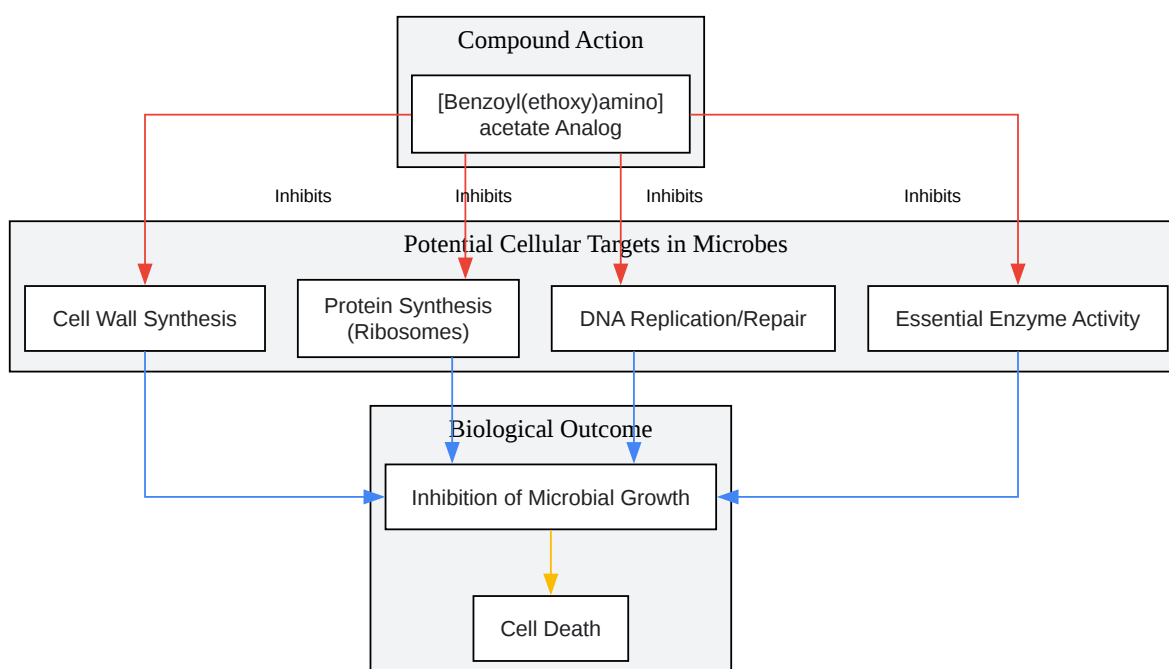 Compound Action
[Benzoyl(ethoxy)amino]
acetate Analog
Inhibits
Inhibits
Inhibits
Inhibits
Potential Cellular Targets in Microbes
Cell Wall Synthesis
Protein Synthesis
(Ribosomes)
DNA Replication/Repair
Essential Enzyme Activity
Biological Outcome
Inhibition of Microbial Growth
Cell Death